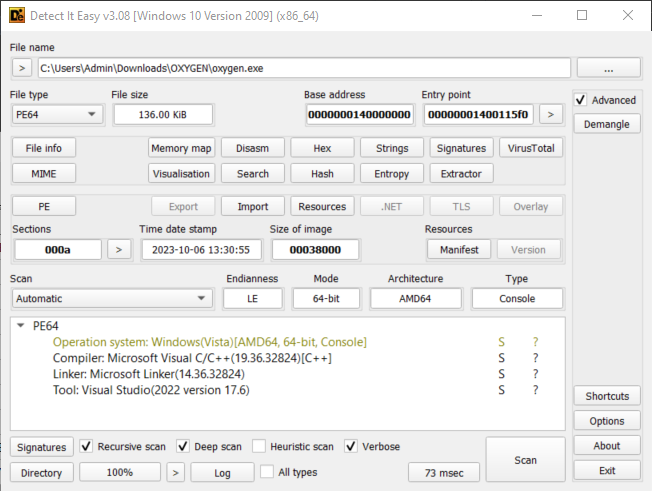 Detect It Easy v3.08 [Windows 10 Version 2009] (x86_64)
File name
> C:\Users\Admin\Downloads\OXYGEN\oxygen.exe ...
File type File size Base address Entry point Advanced
PE64 136.00 KiB 0000000140000000 00000001400115f0 > Demangle
File info Memory map Disasm Hex Strings Signatures VirusTotal
MIME Visualisation Search Hash Entropy Extractor
PE Export Import Resources .NET TLS Overlay
Sections Time date stamp Size of image Resources
000a > 2023-10-06 13:30:55 00038000 Manifest Version
Scan Endianness Mode Architecture Type
Automatic LE 64-bit AMD64 Console
PE64
Operation system: Windows(Vista)[AMD64, 64-bit, Console] S ?
Compiler: Microsoft Visual C/C++(19.36.32824)[C++] S ?
Linker: Microsoft Linker(14.36.32824) S ?
Tool: Visual Studio(2022 version 17.6) S ?
Shortcuts
Options
Signatures Recursive scan Deep scan Heuristic scan Verbose Scan About
Directory 100% > Log All types 73 msec Exit